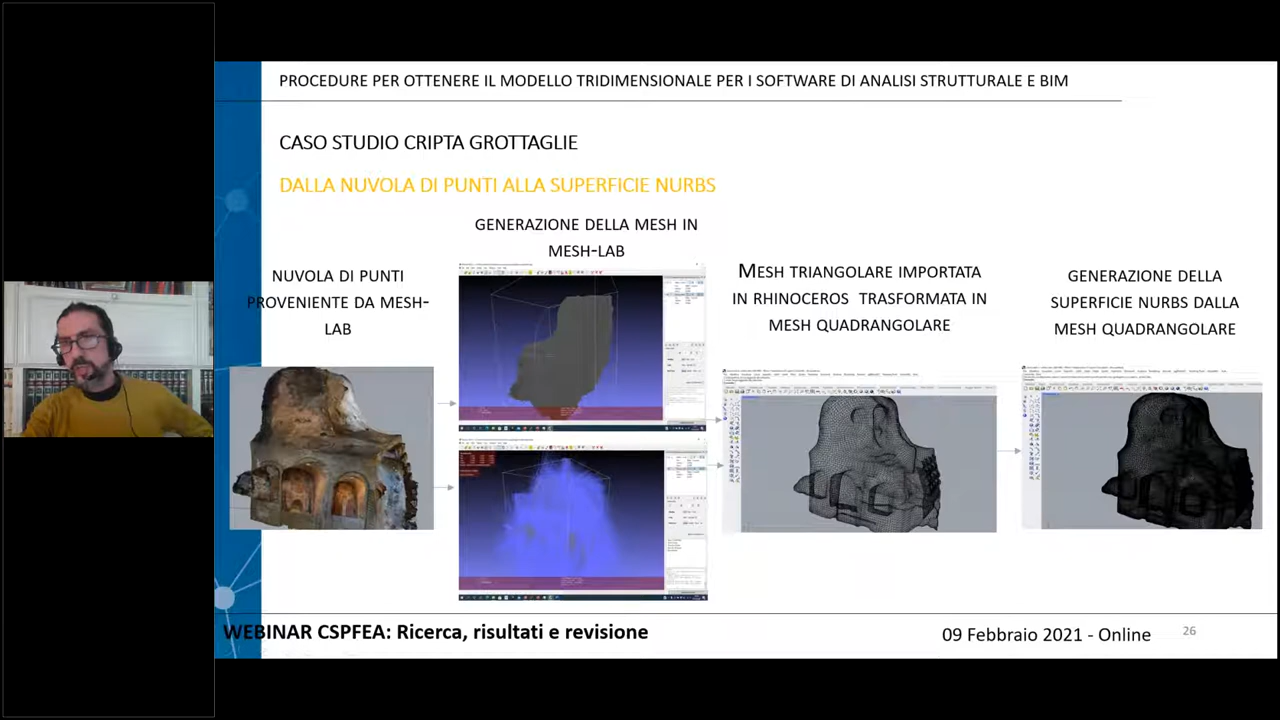 PROCEDURE PER OTTENERE IL MODELLO TRIDIMENSIONALE PER I SOFTWARE DI ANALISI STRUTTURALE E BIM
CASO STUDIO CRIPTA GROTTAGLIE
DALLA NUVOLA DI PUNTI ALLA SUPERFICIE NURBS
NUVOLA DI PUNTI
PROVENIENTE DA MESH-
LAB
GENERAZIONE DELLA MESH IN
MESH-LAB
MESH TRIANGOLARE IMPORTATA
IN RHINOCEROS TRASFORMATA IN
MESH QUADRANGOLARE
GENERAZIONE DELLA
SUPERFICIE NURBS DALLA
MESH QUADRANGOLARE
WEBINAR CSPFEA: Ricerca, risultati e revisione
09 Febbraio 2021 - Online
26